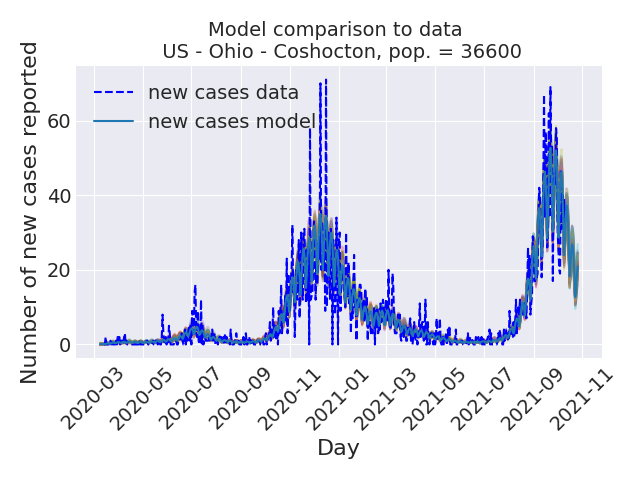 Model comparison to data
US - Ohio - Coshocton, pop. = 36600
Number of new cases reported
new cases data
new cases model
60
40
20
0
2020-03
2020-05
2020-07
2020-09
2020-11
2021-01
2021-03
2021-05
2021-07
2021-09
2021-11
Day